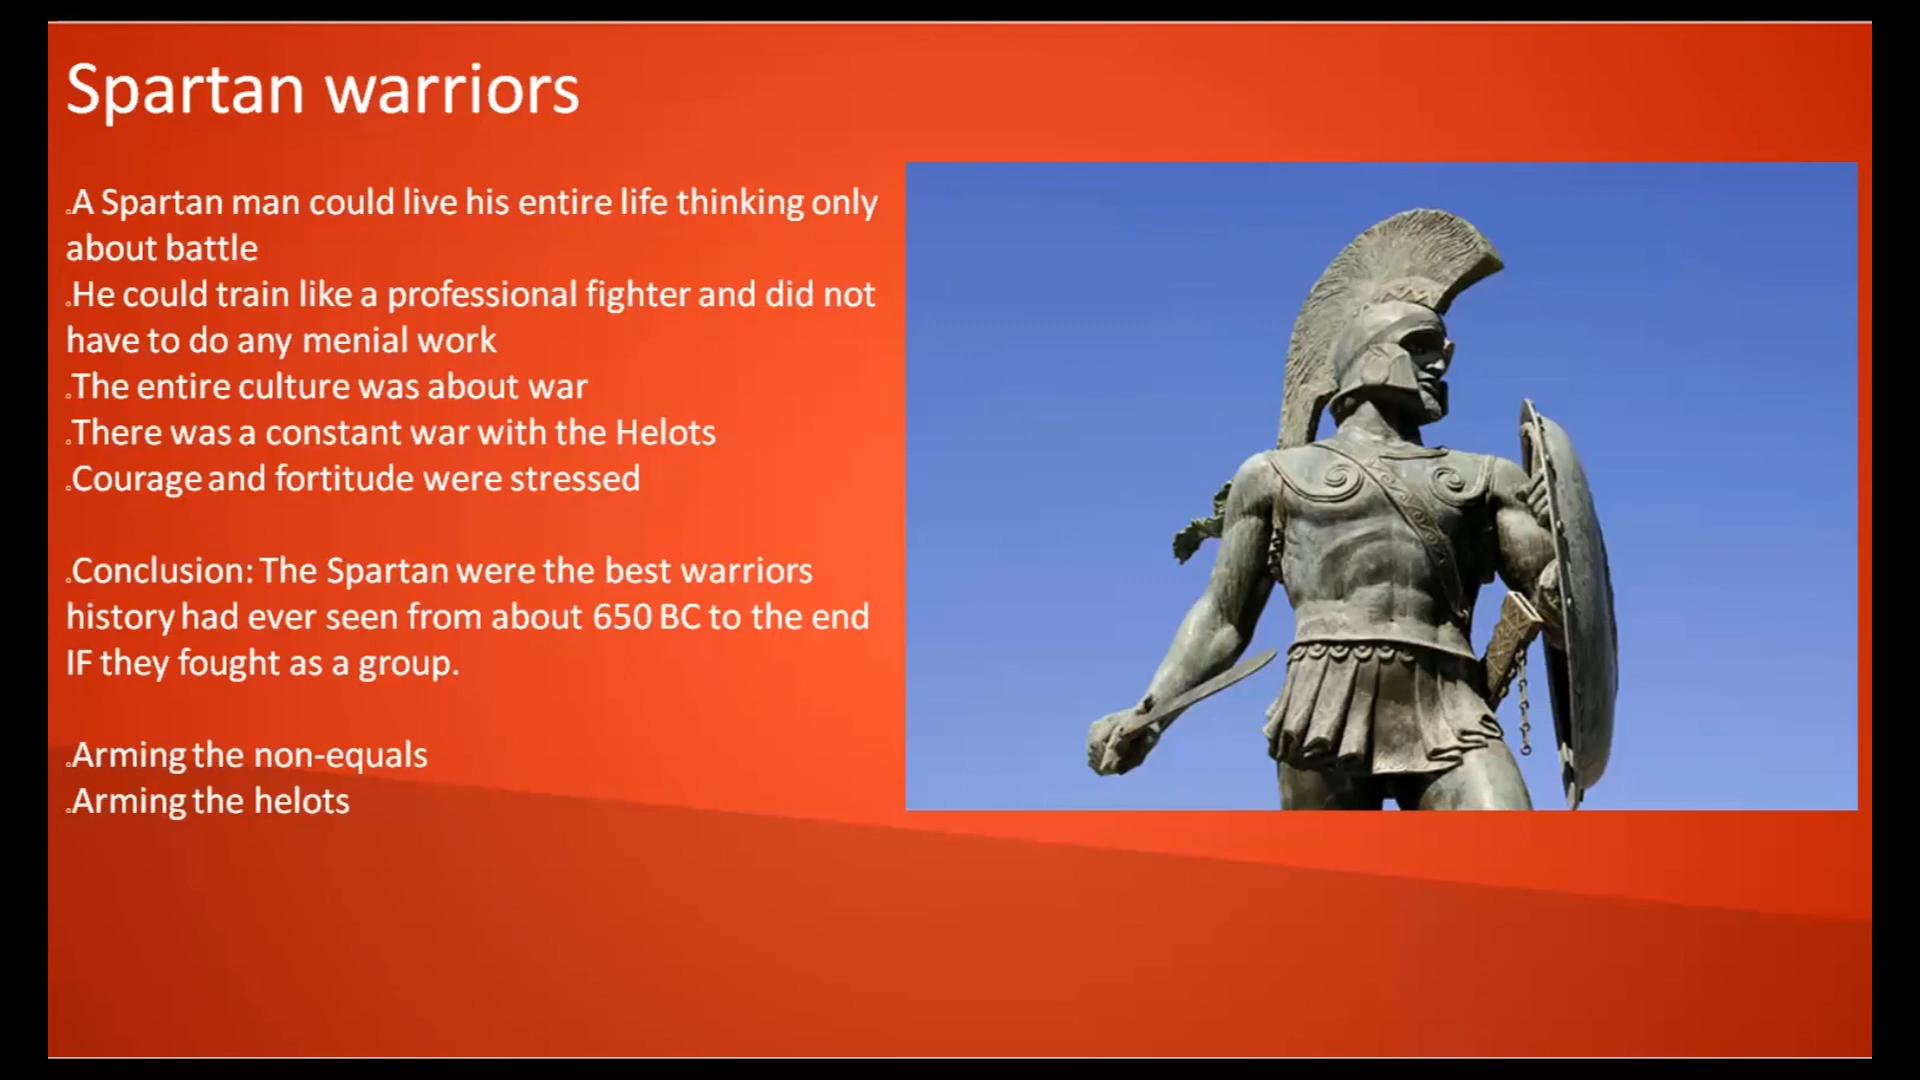 Spartan warriors
.A Spartan man could live his entire life thinking only
about battle
.He could train like a professional fighter and did not
have to do any menial work
.The entire culture was about war
.There was a constant war with the Helots
.Courage and fortitude were stressed
.Conclusion: The Spartan were the best warriors
history had ever seen from about 650 BC to the end
IF they fought as a group.
.Arming the non-equals
.Arming the helots